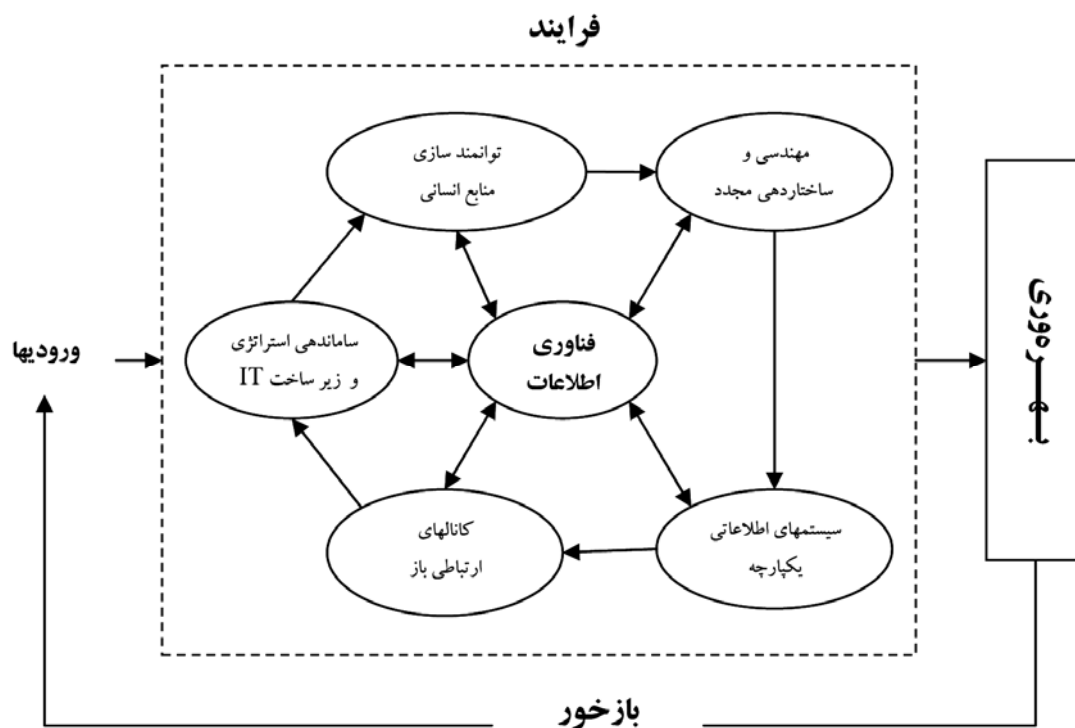 فرایند
توانمند سازی
منابع انسانی
مهندسی و
ساختاردهی مجدد
بـهـــره‌وری
ورودیها
ساماندهی استراتژی
و زیر ساخت IT
فناوری
اطلاعات
کانالهای
ارتباطی باز
سیستمهای اطلاعاتی
یکپارچه
بازخور